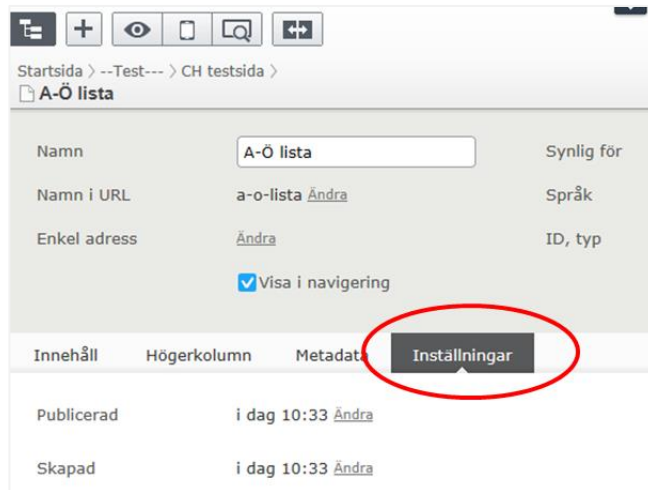 Startsida > --Test--- > CH testsida >
A-Ö lista
Namn A-Ö lista Synlig för
Namn i URL a-o-lista Ändra Språk
Enkel adress Ändra ID, typ
Visa i navigering
Innehåll Högerkolumn Metadata Inställningar
Publicerad i dag 10:33 Ändra
Skapad i dag 10:33 Ändra